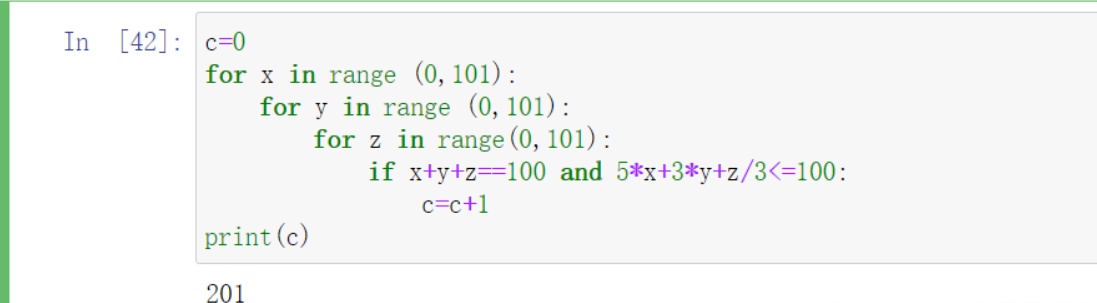 In [42]: c=0
for x in range (0,101):
for y in range (0,101):
for z in range(0,101):
if x+y+z==100 and 5*x+3*y+z/3<=100:
c=c+1
print(c)
201